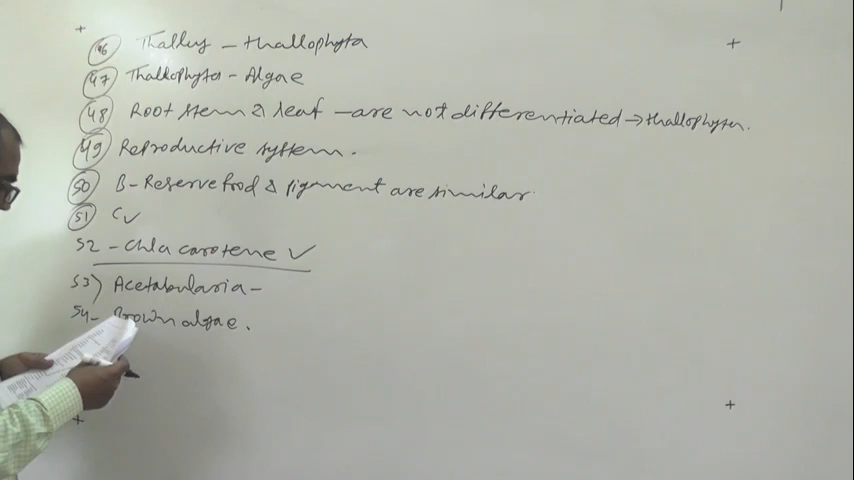 46 Thallus - thallophyta
47 Thallophyta - Algae
48 Root stem & leaf - are not differentiated → thallophyta.
49 Reproductive system.
50 B - Reserve food & pigment are similar.
51 C ✓
52 - Chl a carotene ✓
53) Acetabularia -
54 - Brown algae.